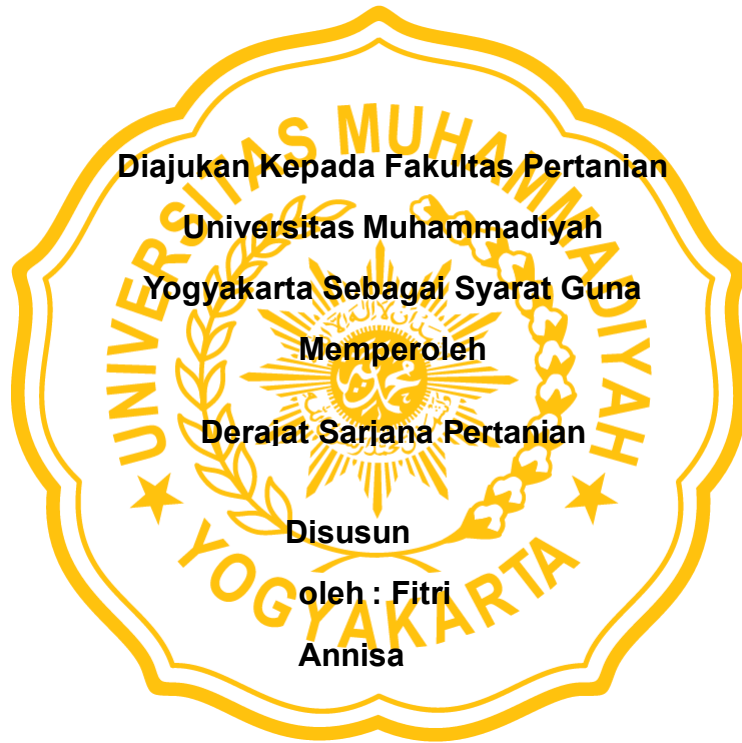 UNIVERSITAS MUHAMMADIYAH
Diajukan Kepada Fakultas Pertanian
Universitas Muhammadiyah
Yogyakarta Sebagai Syarat Guna
Memperoleh
Derajat Sarjana Pertanian
Disusun
oleh : Fitri
Annisa
YOGYAKARTA